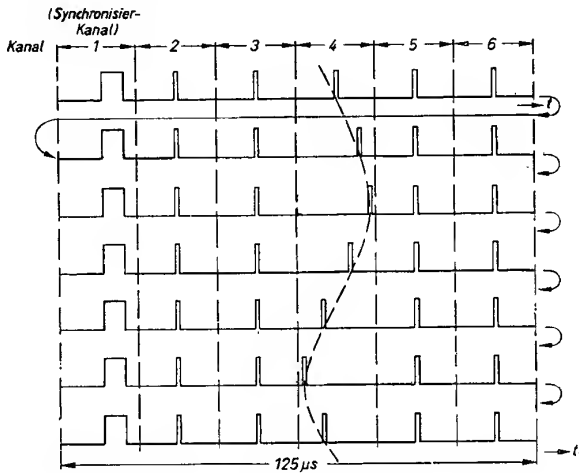 (Synchronisier-
Kanal)
Kanal 1 2 3 4 5 6
t
125 µs
t